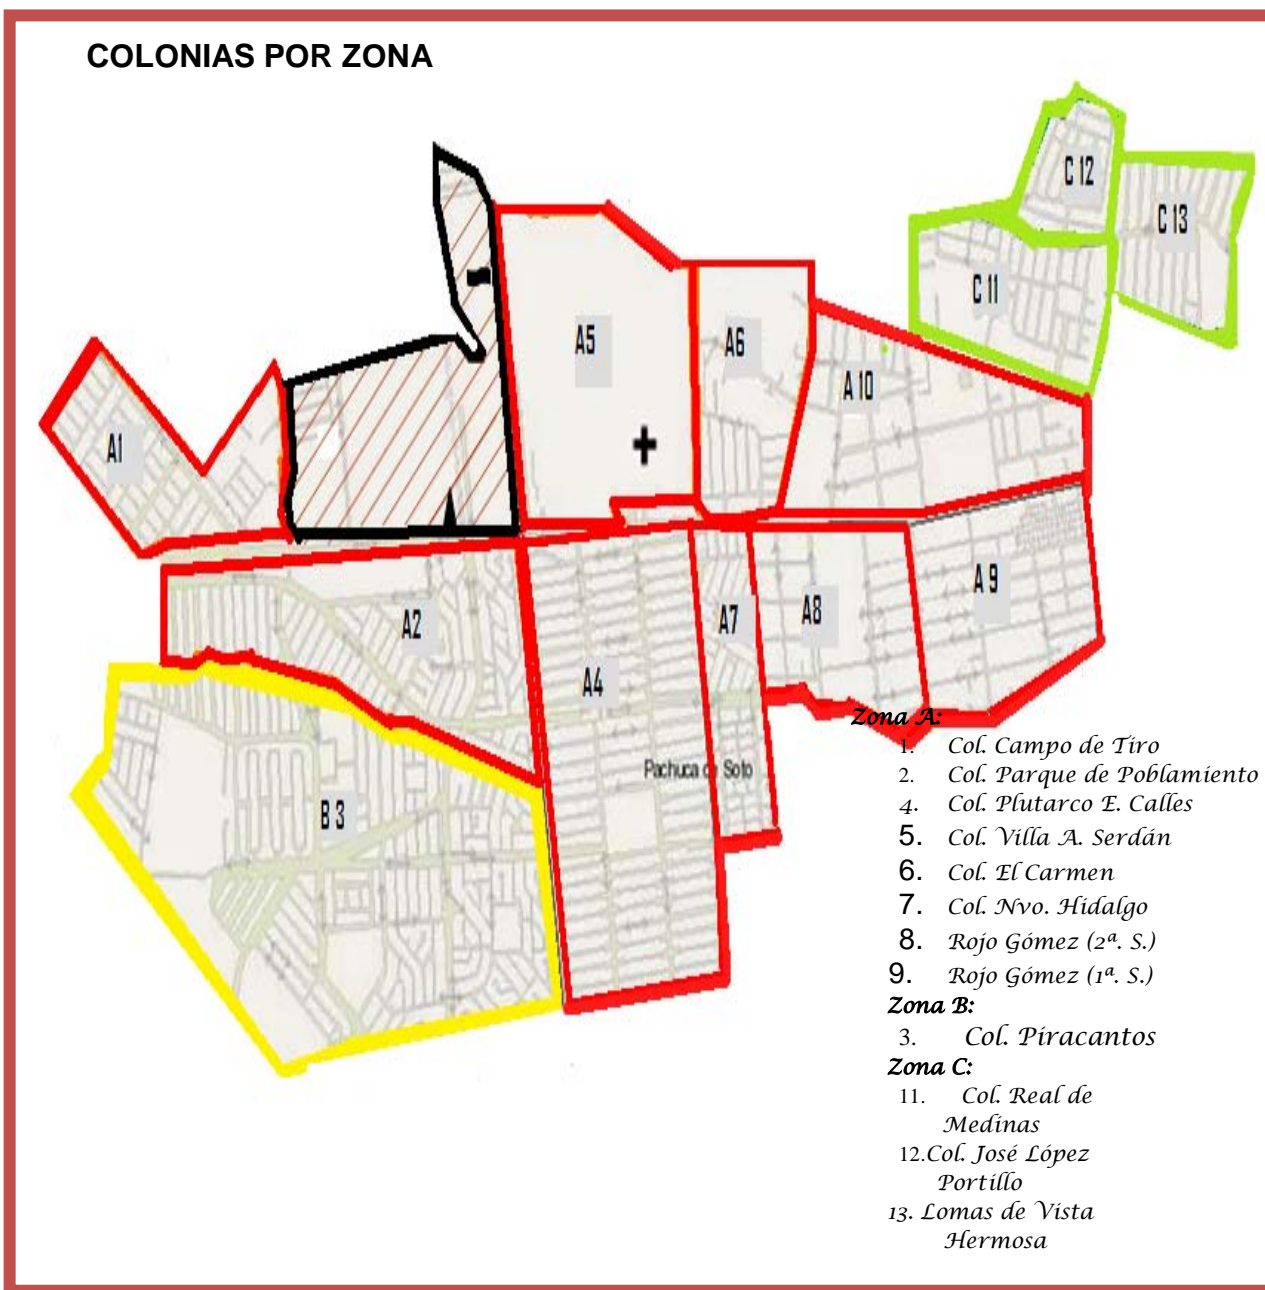 COLONIAS POR ZONA
C 12
C 13
C 11
A5
A6
A 10
A1
A 9
A2
A7
A8
A4
Pachuca de Soto
B 3
Zona A:
1. Col. Campo de Tiro
2. Col. Parque de Poblamiento
4. Col. Plutarco E. Calles
5. Col. Villa A. Serdán
6. Col. El Carmen
7. Col. Nvo. Hidalgo
8. Rojo Gómez (2ª. S.)
9. Rojo Gómez (1ª. S.)
Zona B:
3. Col. Piracantos
Zona C:
11. Col. Real de
Medinas
12.Col. José López
Portillo
13. Lomas de Vista
Hermosa